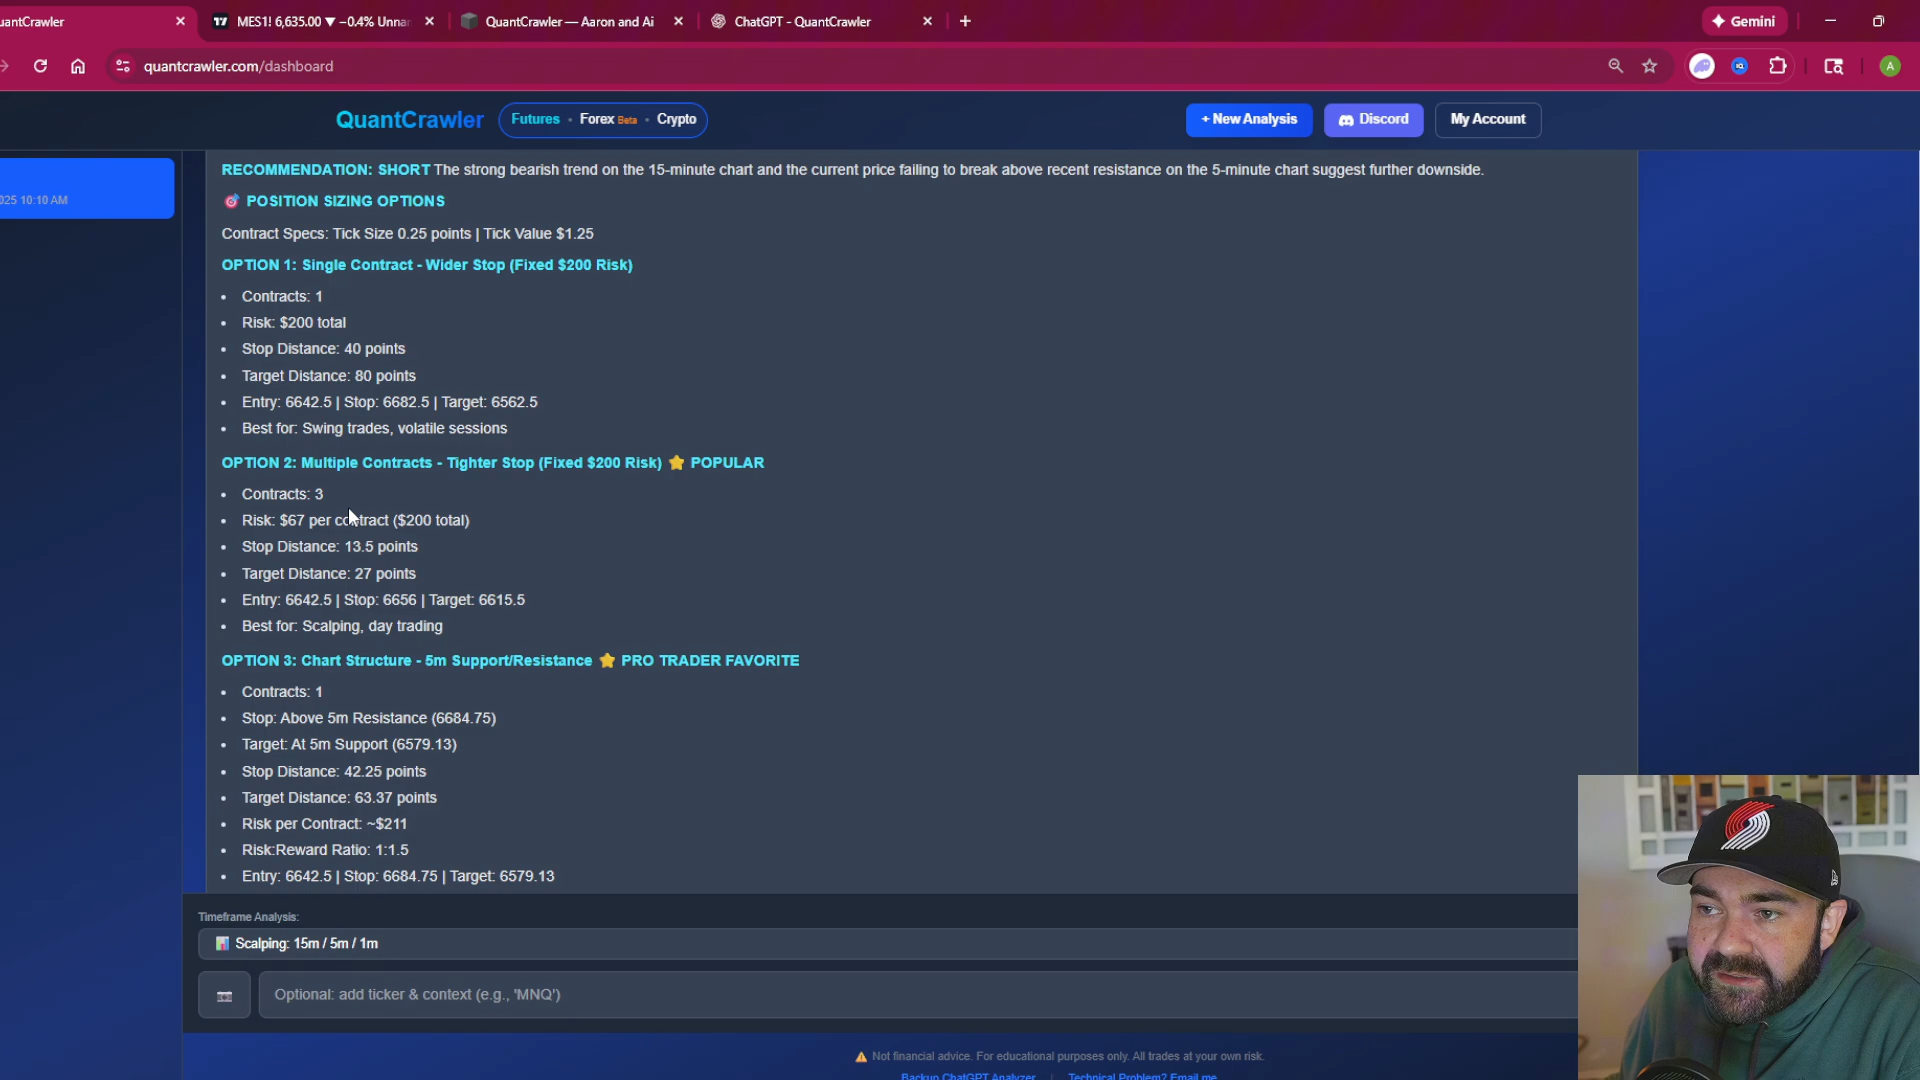 uantCrawler
MES1! 6,635.00 ▼ −0.4% Unna
QuantCrawler — Aaron and Ai
ChatGPT - QuantCrawler
Gemini
quantcrawler.com/dashboard
A
QuantCrawler
Futures • Forex Beta • Crypto
+ New Analysis
Discord
My Account
025 10:10 AM
RECOMMENDATION: SHORT The strong bearish trend on the 15-minute chart and the current price failing to break above recent resistance on the 5-minute chart suggest further downside.
🎯 POSITION SIZING OPTIONS
Contract Specs: Tick Size 0.25 points | Tick Value $1.25
OPTION 1: Single Contract - Wider Stop (Fixed $200 Risk)
• Contracts: 1
• Risk: $200 total
• Stop Distance: 40 points
• Target Distance: 80 points
• Entry: 6642.5 | Stop: 6682.5 | Target: 6562.5
• Best for: Swing trades, volatile sessions
OPTION 2: Multiple Contracts - Tighter Stop (Fixed $200 Risk) ⭐ POPULAR
• Contracts: 3
• Risk: $67 per contract ($200 total)
• Stop Distance: 13.5 points
• Target Distance: 27 points
• Entry: 6642.5 | Stop: 6656 | Target: 6615.5
• Best for: Scalping, day trading
OPTION 3: Chart Structure - 5m Support/Resistance ⭐ PRO TRADER FAVORITE
• Contracts: 1
• Stop: Above 5m Resistance (6684.75)
• Target: At 5m Support (6579.13)
• Stop Distance: 42.25 points
• Target Distance: 63.37 points
• Risk per Contract: ~$211
• Risk:Reward Ratio: 1:1.5
• Entry: 6642.5 | Stop: 6684.75 | Target: 6579.13
Timeframe Analysis:
📊 Scalping: 15m / 5m / 1m
Optional: add ticker & context (e.g., 'MNQ')
⚠️ Not financial advice. For educational purposes only. All trades at your own risk.
Backup ChatGPT Analyzer | Technical Problem? Email me